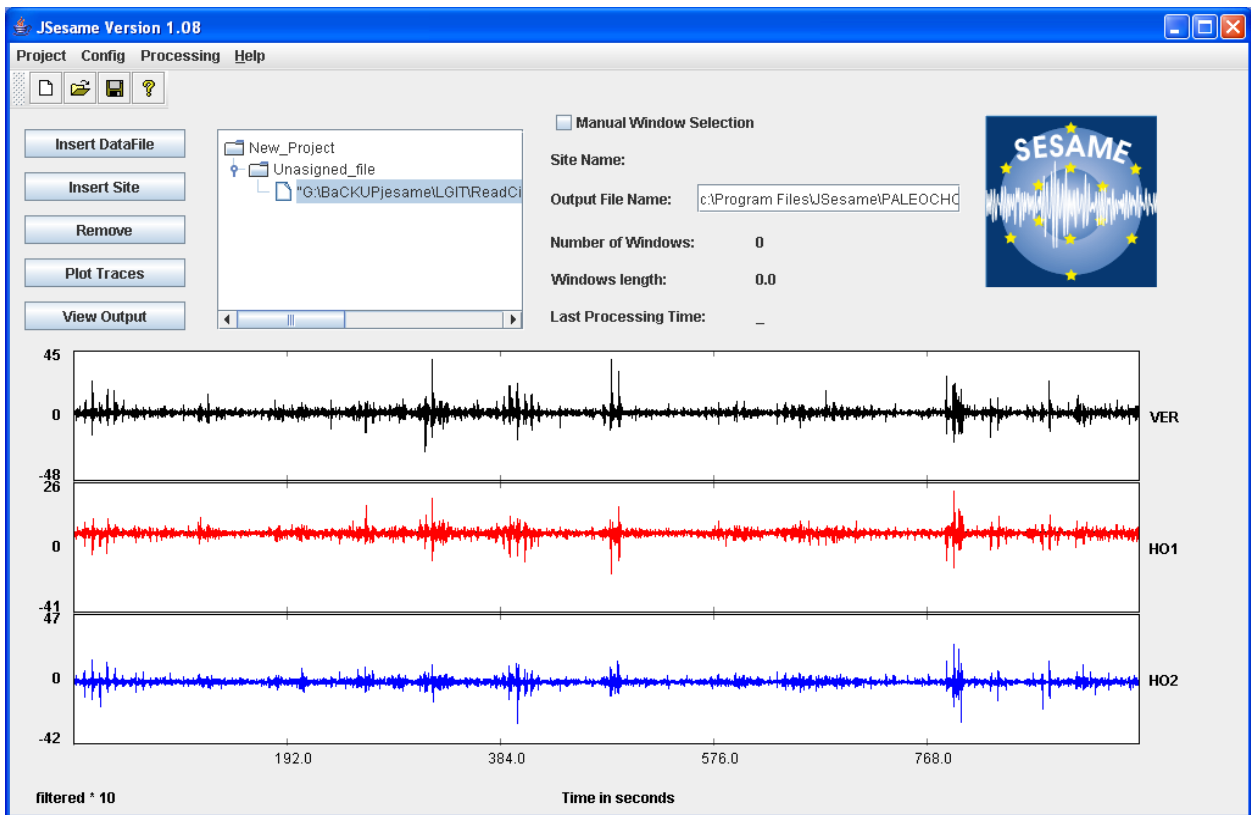 JSesame Version 1.08
Project Config Processing Help
Insert DataFile
Insert Site
Remove
Plot Traces
View Output
New_Project
Unasigned_file
"G:\BaCKUPjesame\LGIT\ReadCi
Manual Window Selection
Site Name:
Output File Name: c:\Program Files\JSesame\PALEOCHO
Number of Windows: 0
Windows length: 0.0
Last Processing Time: _
SESAME
45
0
-48
VER
26
0
-41
HO1
47
0
-42
HO2
192.0 384.0 576.0 768.0
filtered * 10 Time in seconds